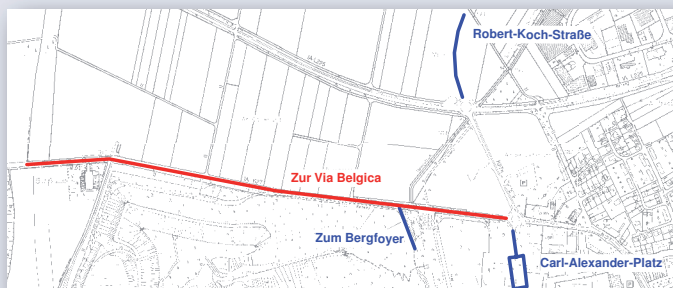 Robert-Koch-Straße
Zur Via Belgica
Zum Bergfoyer
Carl-Alexander-Platz